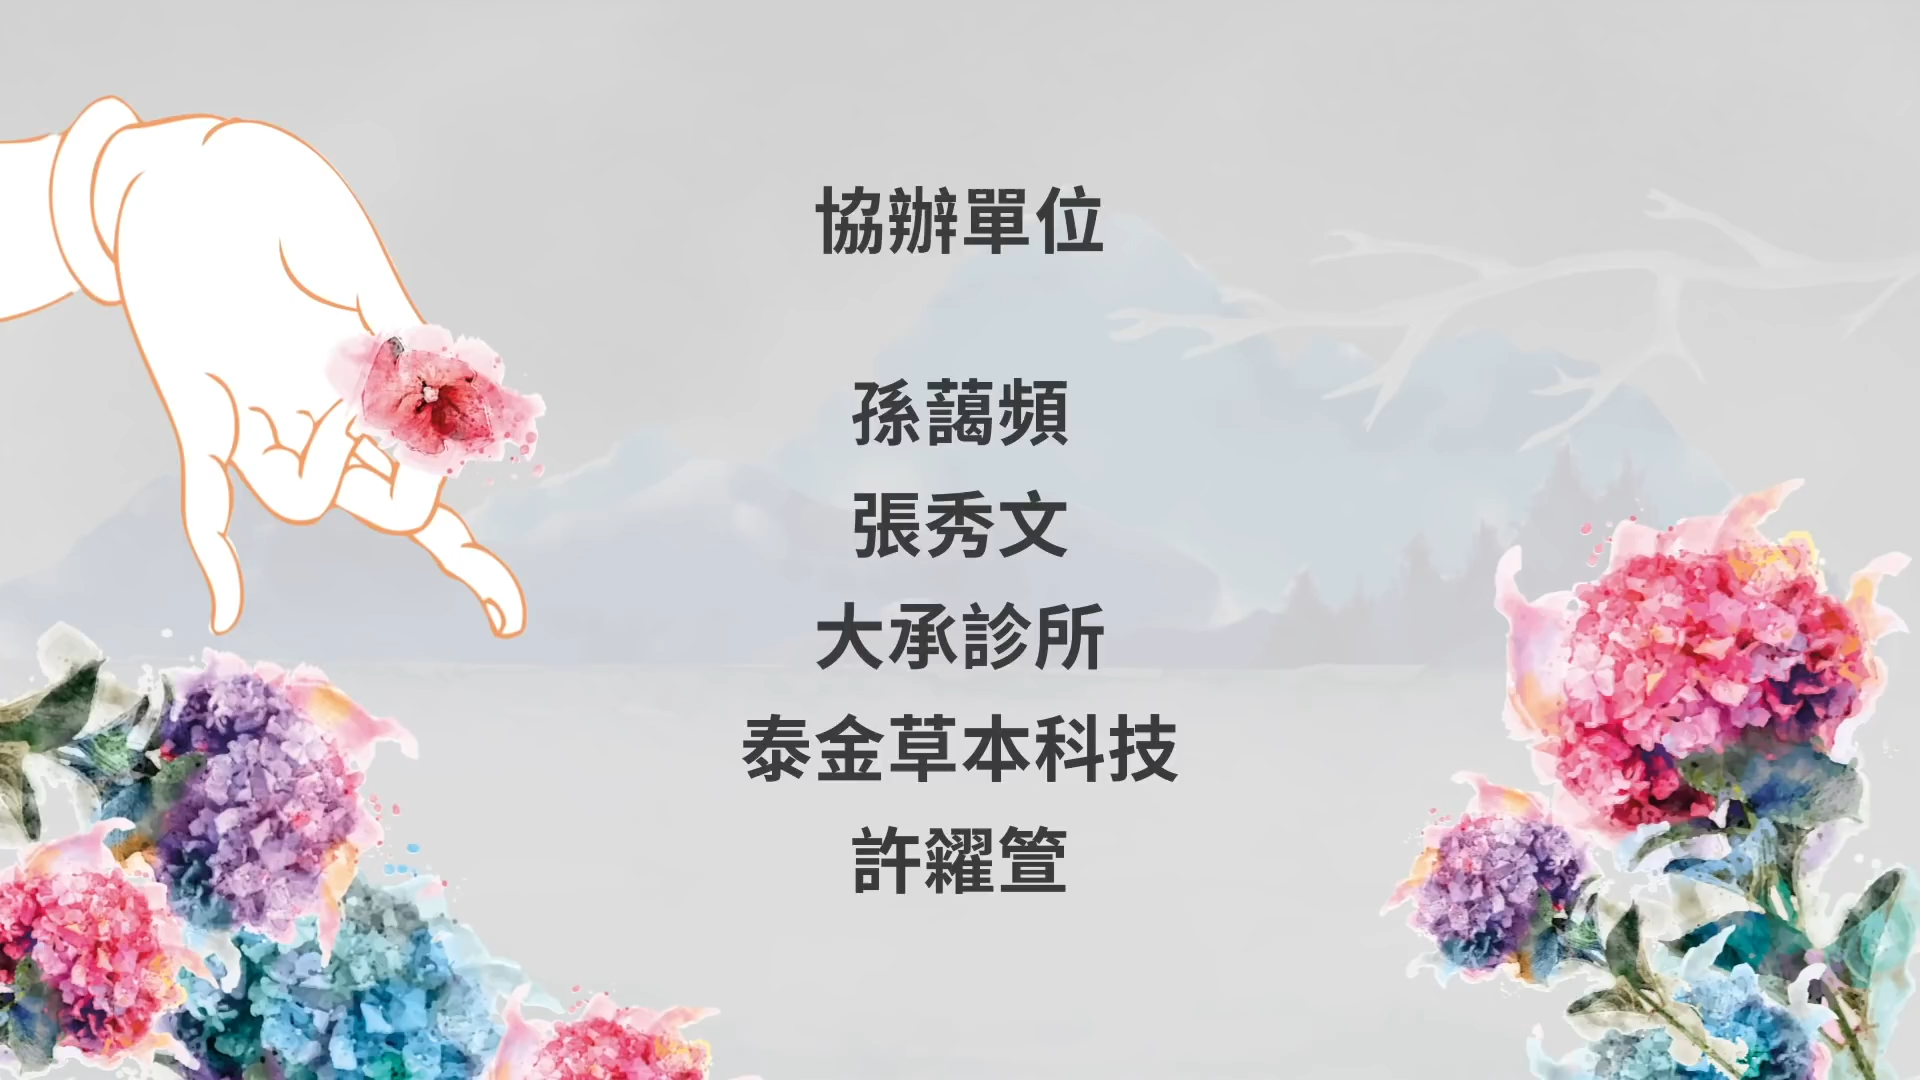 協辦單位
孫藹頻
張秀文
大承診所
泰金草本科技
許糴萱